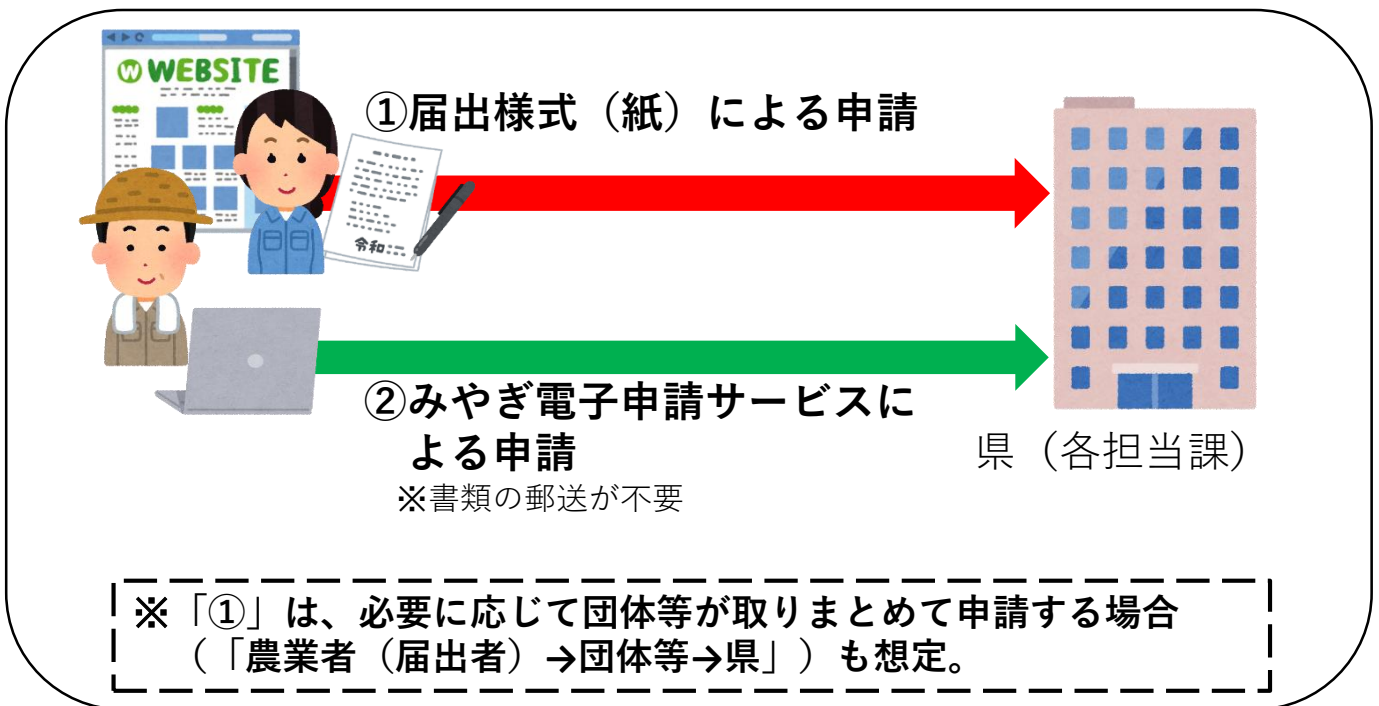 WEBSITE
①届出様式（紙）による申請
令和
②みやぎ電子申請サービスに
よる申請
※書類の郵送が不要
県（各担当課）
※「①」は、必要に応じて団体等が取りまとめて申請する場合
（「農業者（届出者）→団体等→県」）も想定。